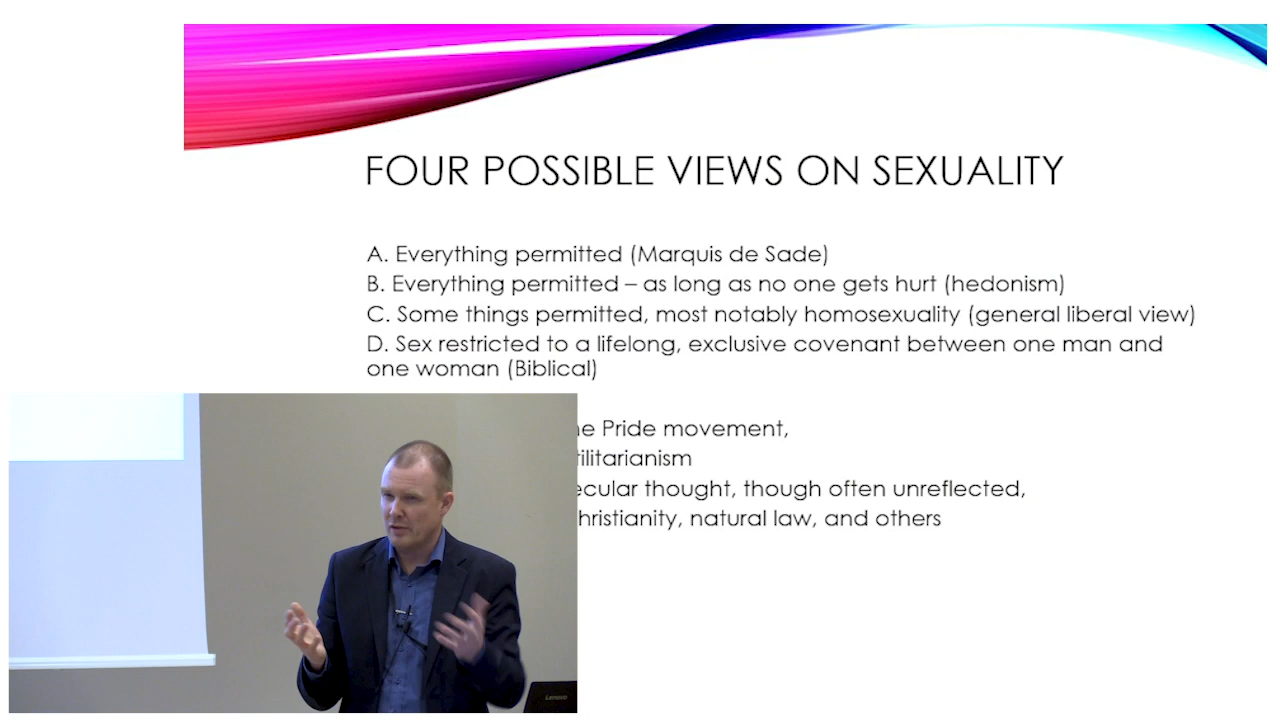 FOUR POSSIBLE VIEWS ON SEXUALITY
A. Everything permitted (Marquis de Sade)
B. Everything permitted – as long as no one gets hurt (hedonism)
C. Some things permitted, most notably homosexuality (general liberal view)
D. Sex restricted to a lifelong, exclusive covenant between one man and
one woman (Biblical)
Pride movement,
thought, though often unreflected,
natural law, and others
Lenovo